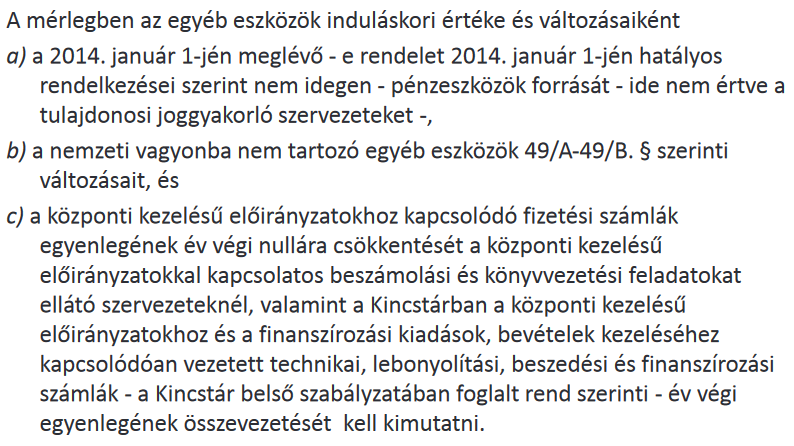 A mérlegben az egyéb eszközök induláskori értéke és változásaiként
a) a 2014. január 1-jén meglévő - e rendelet 2014. január 1-jén hatályos
rendelkezései szerint nem idegen - pénzeszközök forrását - ide nem értve a
tulajdonosi joggyakorló szervezeteket -,
b) a nemzeti vagyonba nem tartozó egyéb eszközök 49/A-49/B. § szerinti
változásait, és
c) a központi kezelésű előirányzatokhoz kapcsolódó fizetési számlák
egyenlegének év végi nullára csökkentését a központi kezelésű
előirányzatokkal kapcsolatos beszámolási és könyvvezetési feladatokat
ellátó szervezeteknél, valamint a Kincstárban a központi kezelésű
előirányzatokhoz és a finanszírozási kiadások, bevételek kezeléséhez
kapcsolódóan vezetett technikai, lebonyolítási, beszedési és finanszírozási
számlák - a Kincstár belső szabályzatában foglalt rend szerinti - év végi
egyenlegének összevezetését kell kimutatni.